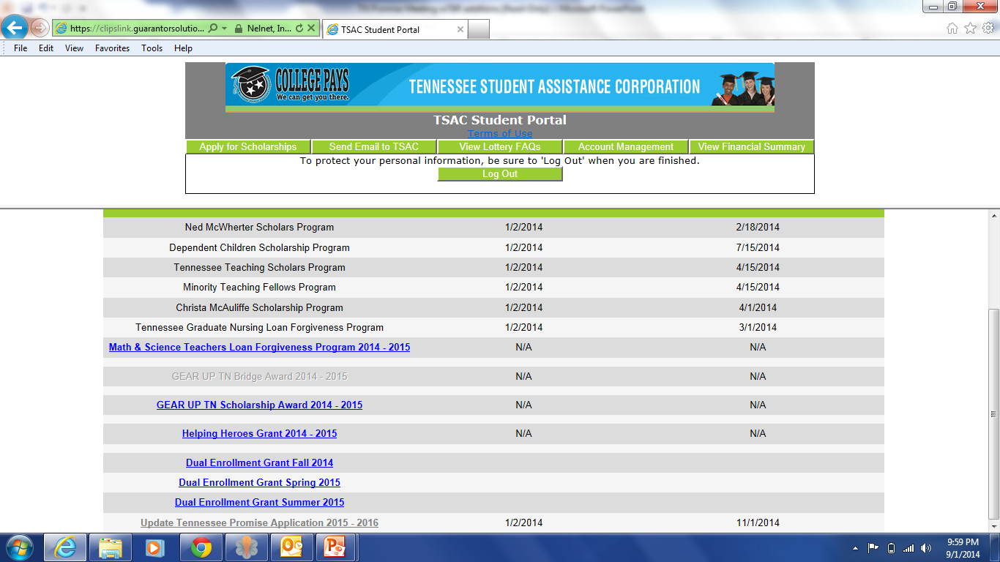 TN Promise Meeting
https://clipslink.guarantorsolutio... Nelnet, In... TSAC Student Portal
File Edit View Favorites Tools Help
COLLEGE PAYS
We can get you there.
TENNESSEE STUDENT ASSISTANCE CORPORATION
TSAC Student Portal
Terms of Use
Apply for Scholarships Send Email to TSAC View Lottery FAQs Account Management View Financial Summary
To protect your personal information, be sure to 'Log Out' when you are finished.
Log Out
Ned McWherter Scholars Program 1/2/2014 2/18/2014
Dependent Children Scholarship Program 1/2/2014 7/15/2014
Tennessee Teaching Scholars Program 1/2/2014 4/15/2014
Minority Teaching Fellows Program 1/2/2014 4/15/2014
Christa McAuliffe Scholarship Program 1/2/2014 4/1/2014
Tennessee Graduate Nursing Loan Forgiveness Program 1/2/2014 3/1/2014
Math & Science Teachers Loan Forgiveness Program 2014 - 2015 N/A N/A
GEAR UP TN Bridge Award 2014 - 2015 N/A N/A
GEAR UP TN Scholarship Award 2014 - 2015 N/A N/A
Helping Heroes Grant 2014 - 2015 N/A N/A
Dual Enrollment Grant Fall 2014
Dual Enrollment Grant Spring 2015
Dual Enrollment Grant Summer 2015
Update Tennessee Promise Application 2015 - 2016 1/2/2014 11/1/2014
9:59 PM
9/1/2014